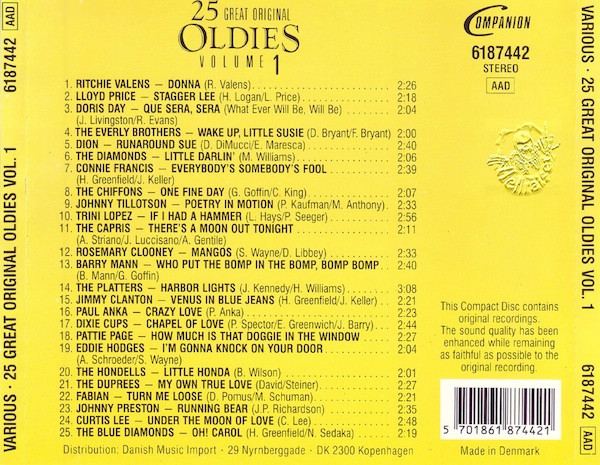 6187442 AAD
VARIOUS · 25 GREAT ORIGINAL OLDIES VOL. 1
25 GREAT ORIGINAL
OLDIES
VOLUME 1
COMPANION
6187442
STEREO
AAD
1. RITCHIE VALENS — DONNA (R. Valens) 2:26
2. LLOYD PRICE — STAGGER LEE (H. Logan/L. Price) 2:18
3. DORIS DAY — QUE SERA, SERA (What Ever Will Be, Will Be) 2:04
(J. Livingston/R. Evans)
4. THE EVERLY BROTHERS — WAKE UP, LITTLE SUSIE (D. Bryant/F. Bryant)
5. DION — RUNAROUND SUE (D. DiMucci/E. Maresca) 2:40
6. THE DIAMONDS — LITTLE DARLIN' (M. Williams) 2:06
7. CONNIE FRANCIS — EVERYBODY'S SOMEBODY'S FOOL 2:39
(H. Greenfield/J. Keller)
8. THE CHIFFONS — ONE FINE DAY (G. Goffin/C. King) 2:07
9. JOHNNY TILLOTSON — POETRY IN MOTION (P. Kaufman/M. Anthony) 2:33
10. TRINI LOPEZ — IF I HAD A HAMMER (L. Hays/P. Seeger) 2:56
11. THE CAPRIS — THERE'S A MOON OUT TONIGHT 2:11
(A. Striano/J. Luccisano/A. Gentile)
12. ROSEMARY CLOONEY — MANGOS (S. Wayne/D. Libbey) 2:33
13. BARRY MANN — WHO PUT THE BOMP IN THE BOMP, BOMP BOMP 2:40
(B. Mann/G. Goffin)
14. THE PLATTERS — HARBOR LIGHTS (J. Kennedy/H. Williams) 3:08
15. JIMMY CLANTON — VENUS IN BLUE JEANS (H. Greenfield/J. Keller) 2:21
16. PAUL ANKA — CRAZY LOVE (P. Anka) 2:23
17. DIXIE CUPS — CHAPEL OF LOVE (P. Spector/E. Greenwich/J. Barry) 2:44
18. PATTIE PAGE — HOW MUCH IS THAT DOGGIE IN THE WINDOW
19. EDDIE HODGES — I'M GONNA KNOCK ON YOUR DOOR 2:04
(A. Schroeder/S. Wayne)
20. THE HONDELLS — LITTLE HONDA (B. Wilson) 2:01
21. THE DUPREES — MY OWN TRUE LOVE (David/Steiner) 2:21
22. FABIAN — TURN ME LOOSE (D. Pomus/M. Schuman) 2:21
23. JOHNNY PRESTON — RUNNING BEAR (J.P. Richardson) 2:35
24. CURTIS LEE — UNDER THE MOON OF LOVE (C. Lee) 2:48
25. THE BLUE DIAMONDS — OH! CAROL (H. Greenfield/N. Sedaka) 2:19
Distribution: Danish Music Import · 29 Nyrnberggade · DK 2300 Kopenhagen
This Compact Disc contains
original recordings.
The sound quality has been
enhanced while remaining
as faithful as possible to the
original recording.
5 701861 874421
Made in Denmark
VARIOUS · 25 GREAT ORIGINAL OLDIES VOL. 1
6187442 AAD